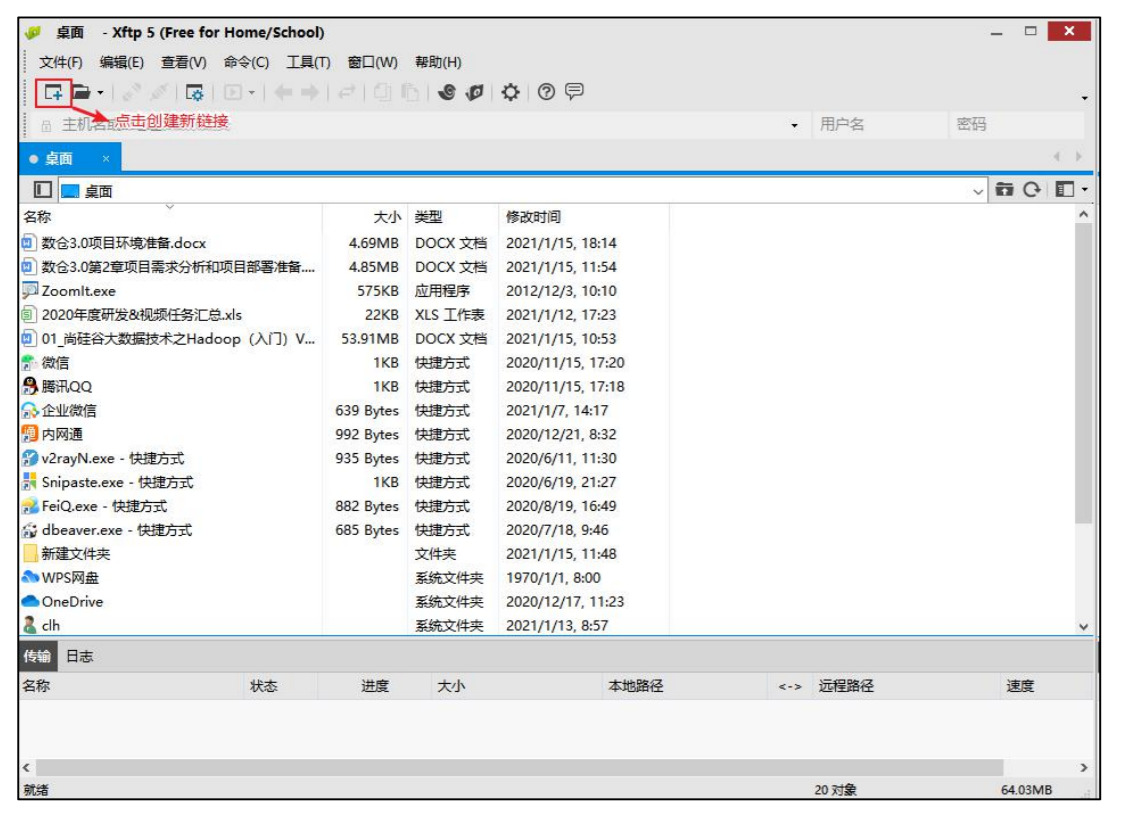 桌面 - Xftp 5 (Free for Home/School)
文件(F) 编辑(E) 查看(V) 命令(C) 工具(T) 窗口(W) 帮助(H)
点击创建新链接
主机名 用户名 密码
桌面
桌面
名称 大小 类型 修改时间
数仓3.0项目环境准备.docx 4.69MB DOCX 文档 2021/1/15, 18:14
数仓3.0第2章项目需求分析和项目部署准备.... 4.85MB DOCX 文档 2021/1/15, 11:54
ZoomIt.exe 575KB 应用程序 2012/12/3, 10:10
2020年度研发&视频任务汇总.xls 22KB XLS 工作表 2021/1/12, 17:23
01_尚硅谷大数据技术之Hadoop（入门）V... 53.91MB DOCX 文档 2021/1/15, 10:53
微信 1KB 快捷方式 2020/11/15, 17:20
腾讯QQ 1KB 快捷方式 2020/11/15, 17:18
企业微信 639 Bytes 快捷方式 2021/1/7, 14:17
内网通 992 Bytes 快捷方式 2020/12/21, 8:32
v2rayN.exe - 快捷方式 935 Bytes 快捷方式 2020/6/11, 11:30
Snipaste.exe - 快捷方式 1KB 快捷方式 2020/6/19, 21:27
FeiQ.exe - 快捷方式 882 Bytes 快捷方式 2020/8/19, 16:49
dbeaver.exe - 快捷方式 685 Bytes 快捷方式 2020/7/18, 9:46
新建文件夹 文件夹 2021/1/15, 11:48
WPS网盘 系统文件夹 1970/1/1, 8:00
OneDrive 系统文件夹 2020/12/17, 11:23
clh 系统文件夹 2021/1/13, 8:57
传输 日志
名称 状态 进度 大小 本地路径 <-> 远程路径 速度
就绪 20 对象 64.03MB